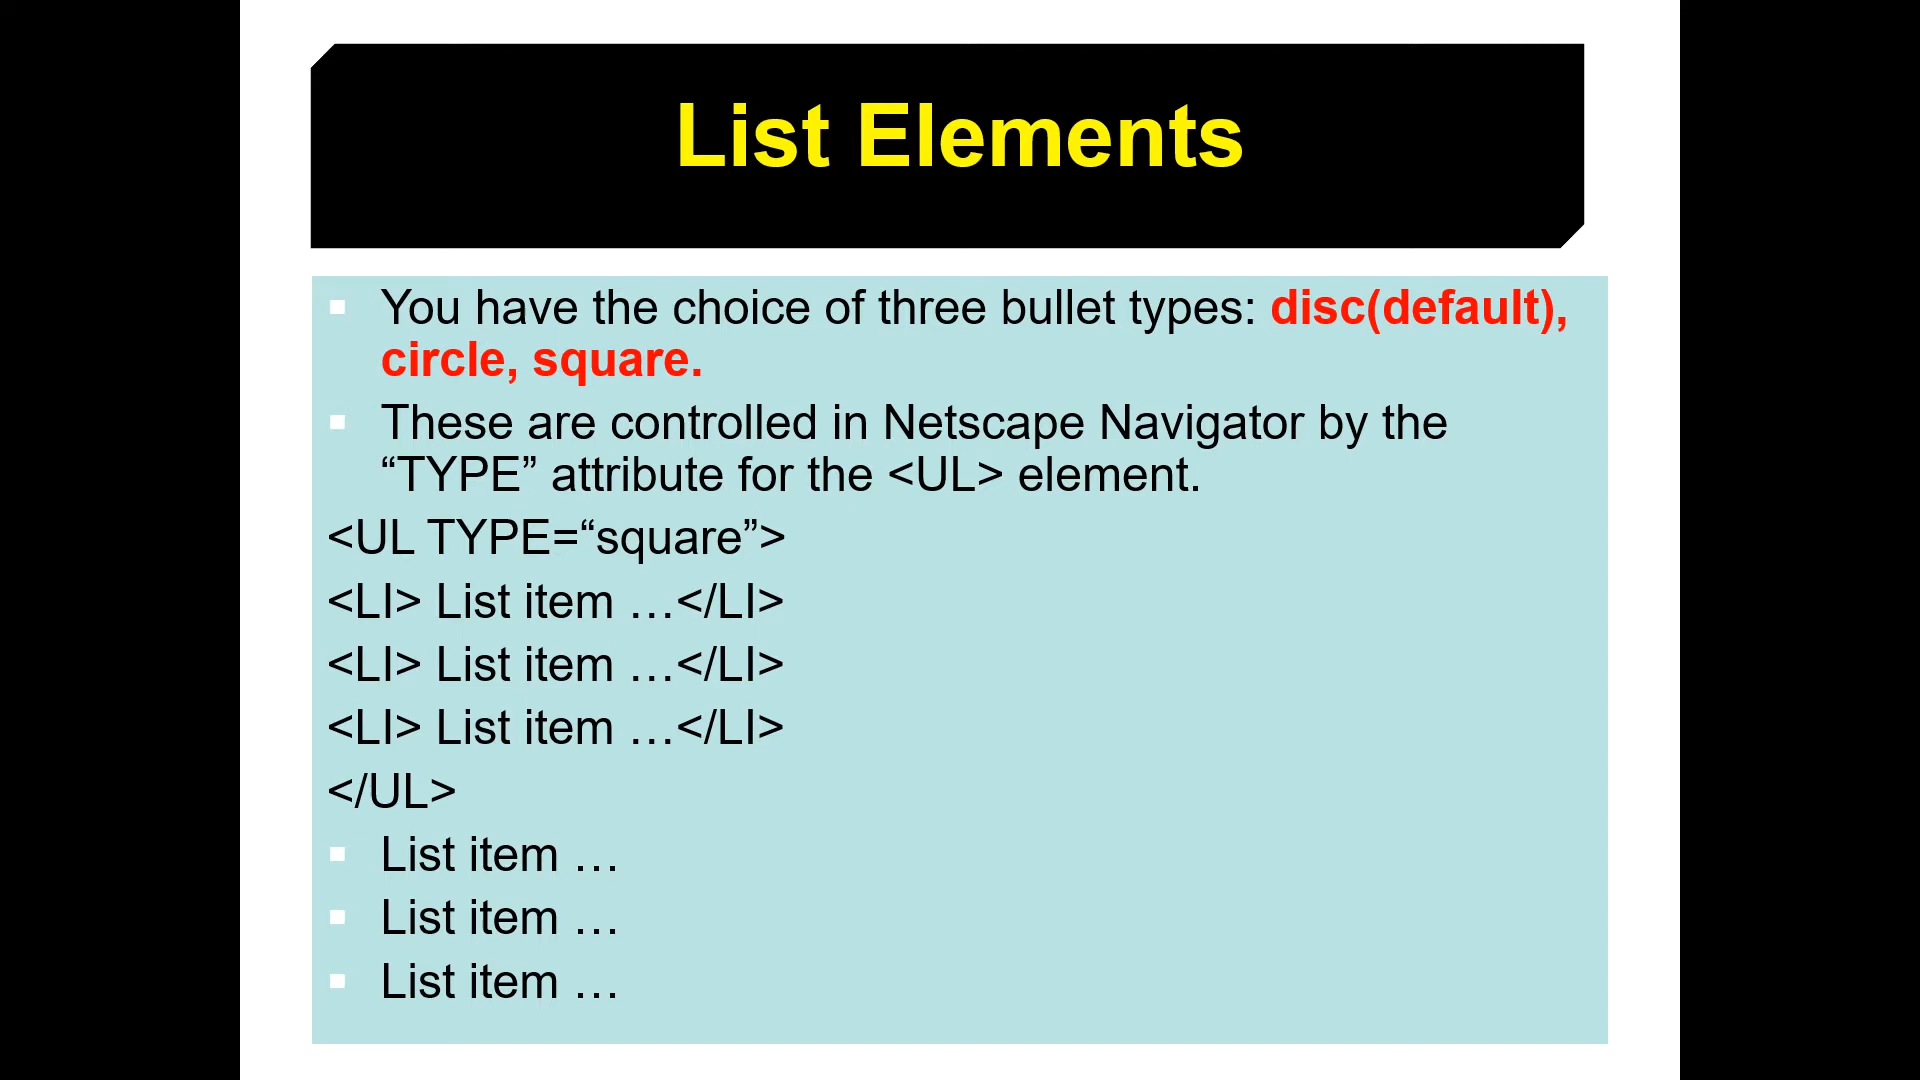 List Elements
▪ You have the choice of three bullet types: disc(default),
circle, square.
▪ These are controlled in Netscape Navigator by the
“TYPE” attribute for the <UL> element.
<UL TYPE=“square”>
<LI> List item …</LI>
<LI> List item …</LI>
<LI> List item …</LI>
</UL>
▪ List item …
▪ List item …
▪ List item …